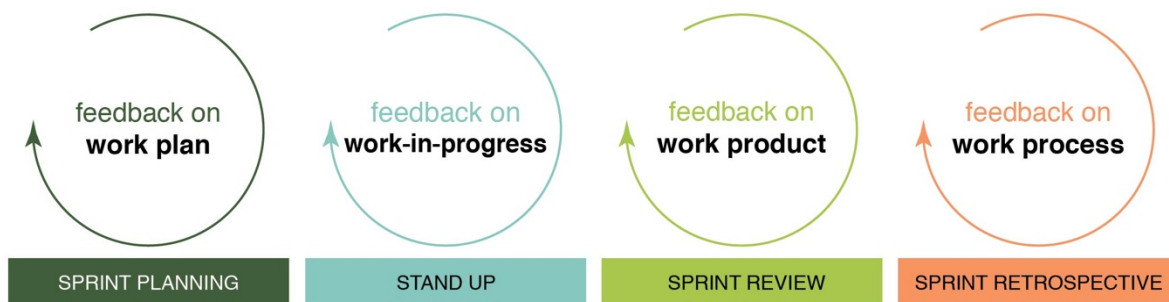 feedback on
work plan
feedback on
work-in-progress
feedback on
work product
feedback on
work process
SPRINT PLANNING
STAND UP
SPRINT REVIEW
SPRINT RETROSPECTIVE